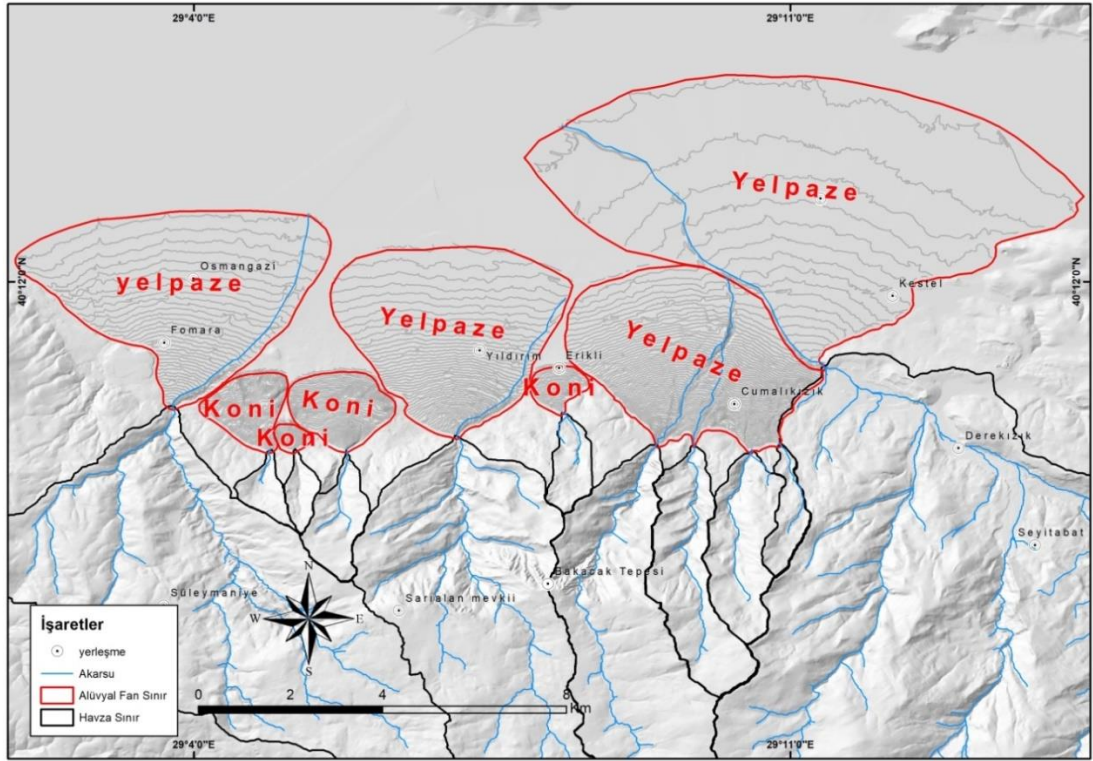 29°4'0"E
29°11'0"E
Yelpaze
Osmangazi
yelpaze
40°12'0"N
40°12'0"N
Kestel
Yelpaze
Fomara
Yıldırım
Erikli
Yelpaze
Koni
Koni
Koni
Cumalıkızık
Koni
Derekızık
Seyitabat
Bakacak Tepesi
Süleymaniye
Sarıalan mevkii
N
W
E
S
İşaretler
yerleşme
Akarsu
Alüvyal Fan Sınır
Havza Sınır
0
2
4
8
Km
29°4'0"E
29°11'0"E